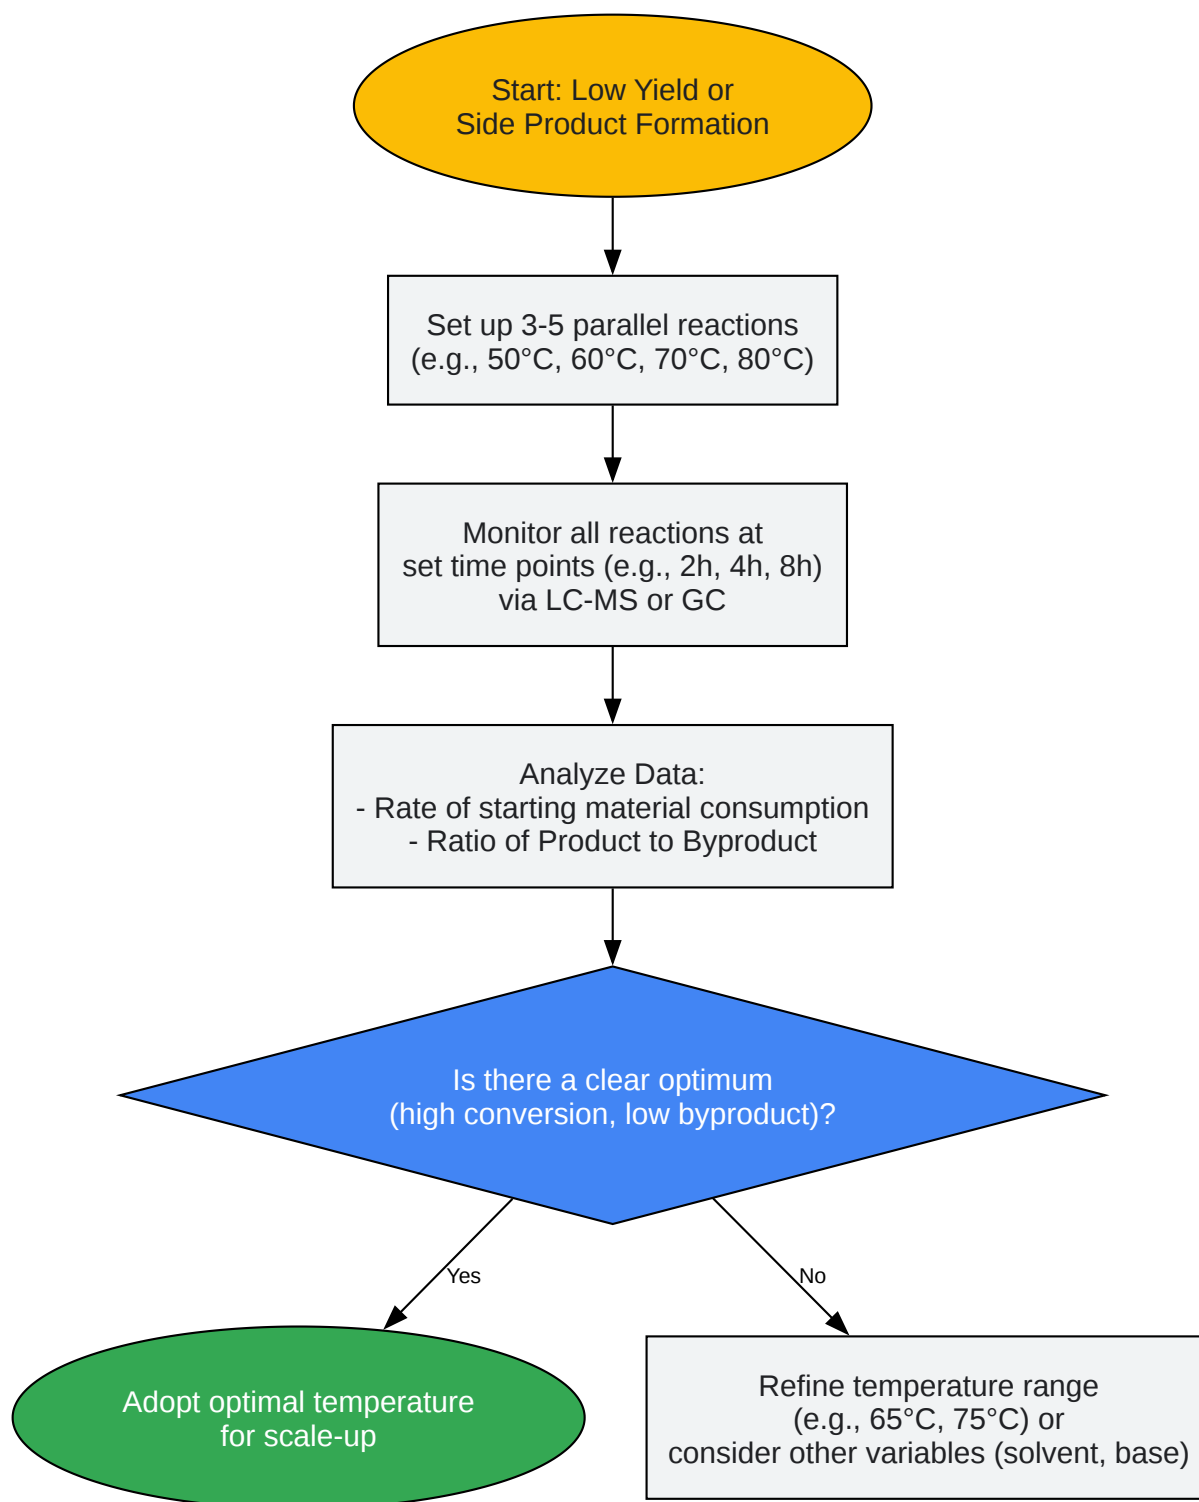 Start: Low Yield or
Side Product Formation
Set up 3-5 parallel reactions
(e.g., 50°C, 60°C, 70°C, 80°C)
Monitor all reactions at
set time points (e.g., 2h, 4h, 8h)
via LC-MS or GC
Analyze Data:
- Rate of starting material consumption
- Ratio of Product to Byproduct
Is there a clear optimum
(high conversion, low byproduct)?
Yes
No
Adopt optimal temperature
for scale-up
Refine temperature range
(e.g., 65°C, 75°C) or
consider other variables (solvent, base)